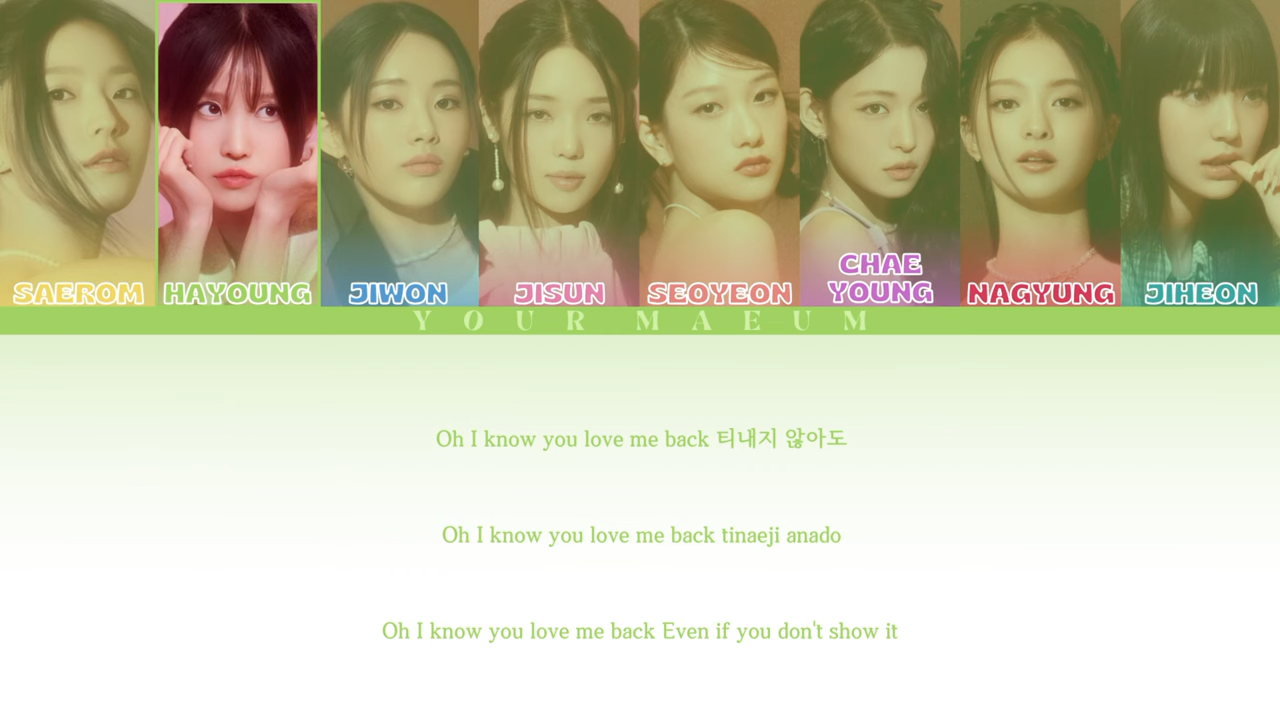 SAEROM
HAYOUNG
JIWON
JISUN
SEOYEON
CHAE
YOUNG
NAGYUNG
JIHEON
YOUR MAEUM
Oh I know you love me back 티내지 않아도
Oh I know you love me back tinaeji anado
Oh I know you love me back Even if you don't show it